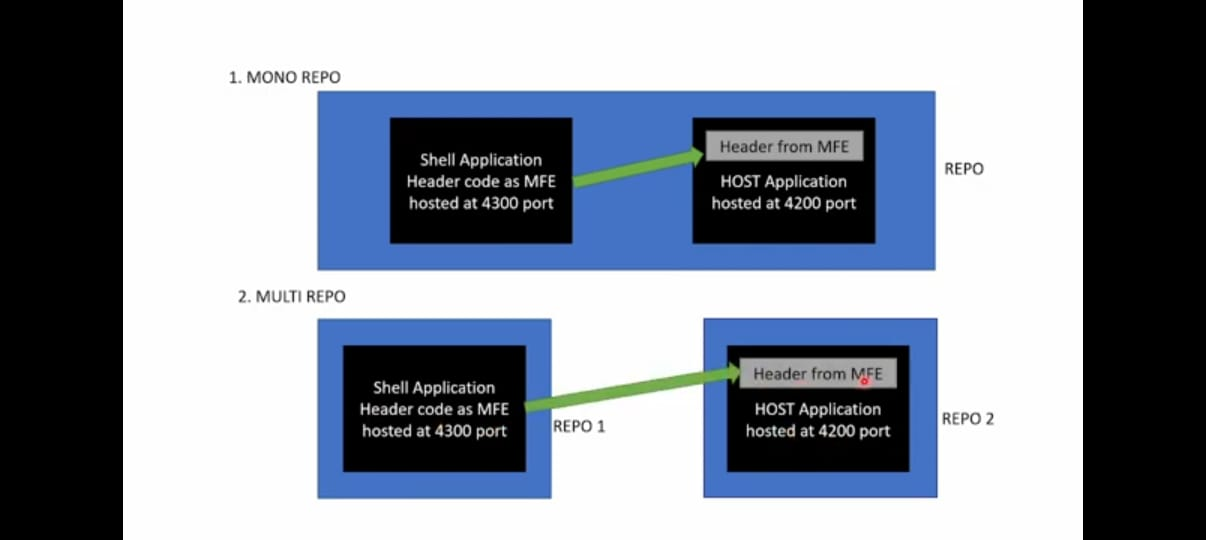 1. MONO REPO
Shell Application
Header code as MFE
hosted at 4300 port
Header from MFE
HOST Application
hosted at 4200 port
REPO
2. MULTI REPO
Shell Application
Header code as MFE
hosted at 4300 port
REPO 1
Header from MFE
HOST Application
hosted at 4200 port
REPO 2